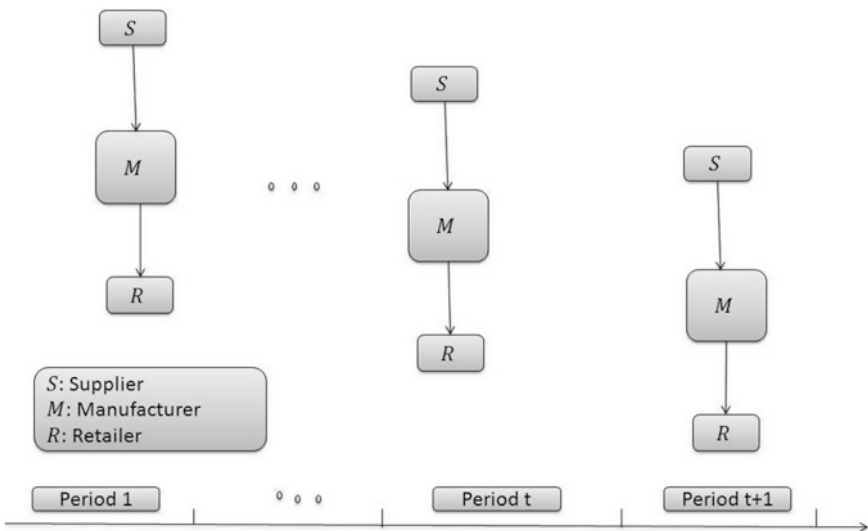 S
S
M
S
M
R
M
R
S: Supplier
M: Manufacturer
R: Retailer
R
Period 1
Period t
Period t+1